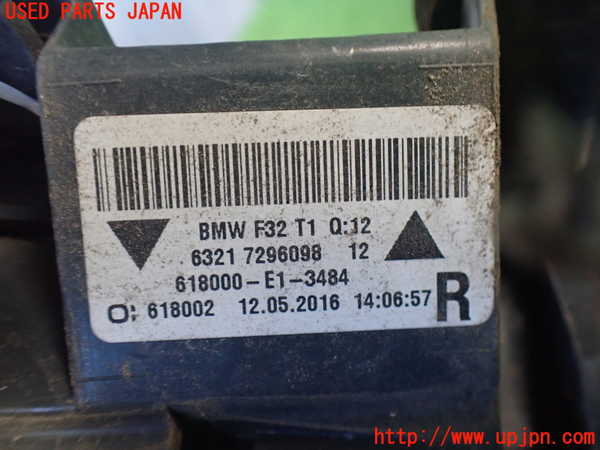 USED PARTS JAPAN
BMW F32 T1 Q:12
6321 7296098 12
618000-E1-3484
O: 618002 12.05.2016 14:06:57 R
http://www.upjpn.com